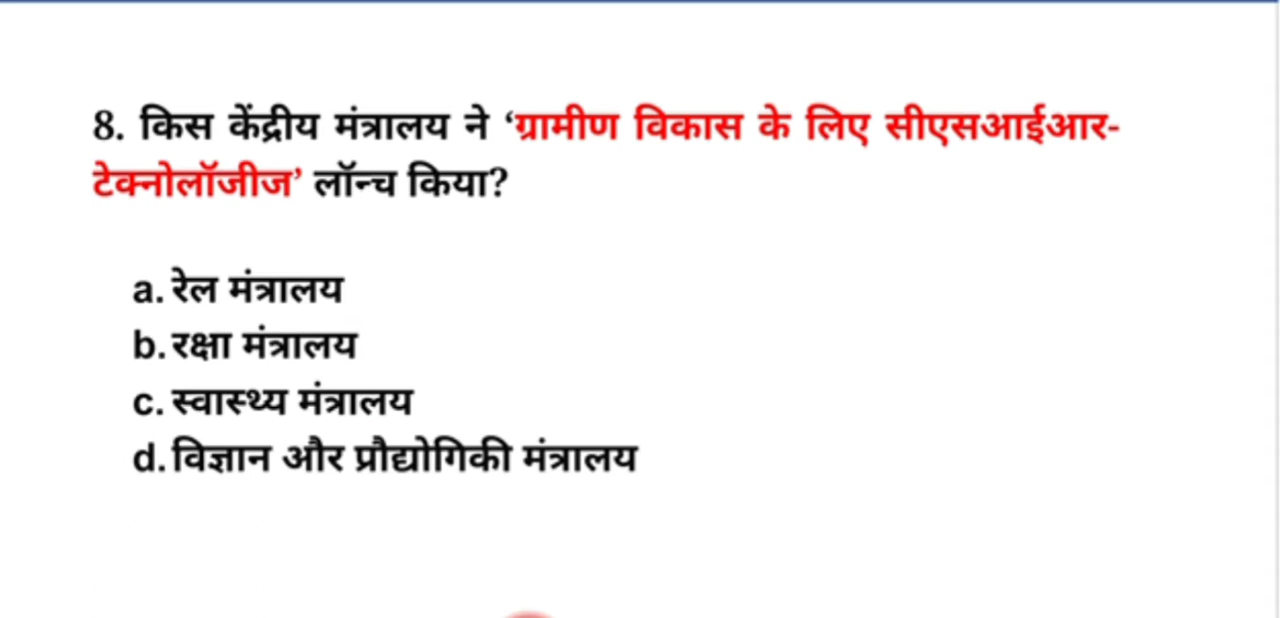 8. किस केंद्रीय मंत्रालय ने ‘ग्रामीण विकास के लिए सीएसआईआर-
टेक्नोलॉजीज’ लॉन्च किया?
a. रेल मंत्रालय
b. रक्षा मंत्रालय
c. स्वास्थ्य मंत्रालय
d. विज्ञान और प्रौद्योगिकी मंत्रालय